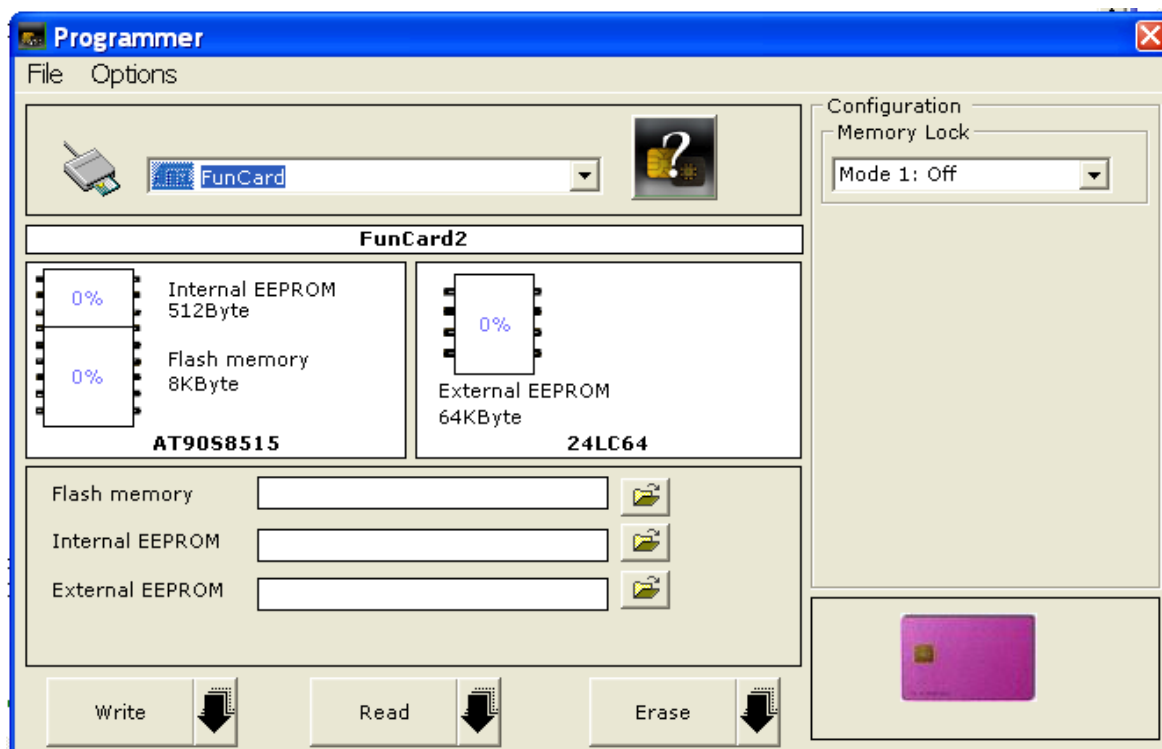 Programmer
File Options
FunCard
?
FunCard2
0%
Internal EEPROM
512Byte
0%
Flash memory
8KByte
AT90S8515
0%
External EEPROM
64KByte
24LC64
Flash memory
Internal EEPROM
External EEPROM
Write
Read
Erase
Configuration
Memory Lock
Mode 1: Off